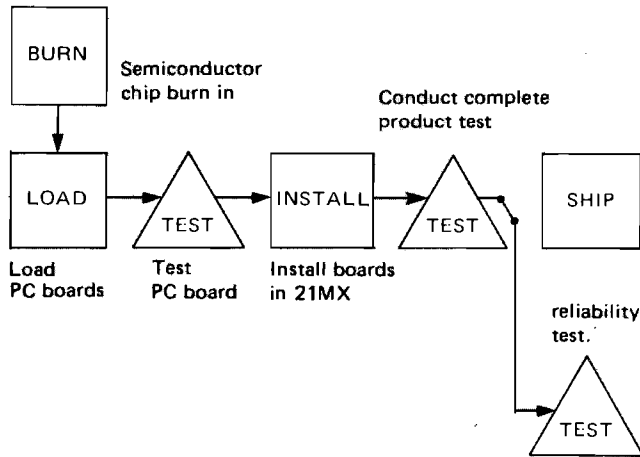 BURN
Semiconductor
chip burn in
Conduct complete
product test
LOAD
TEST
INSTALL
TEST
SHIP
Load
PC boards
Test
PC board
Install boards
in 21MX
reliability
test.
TEST